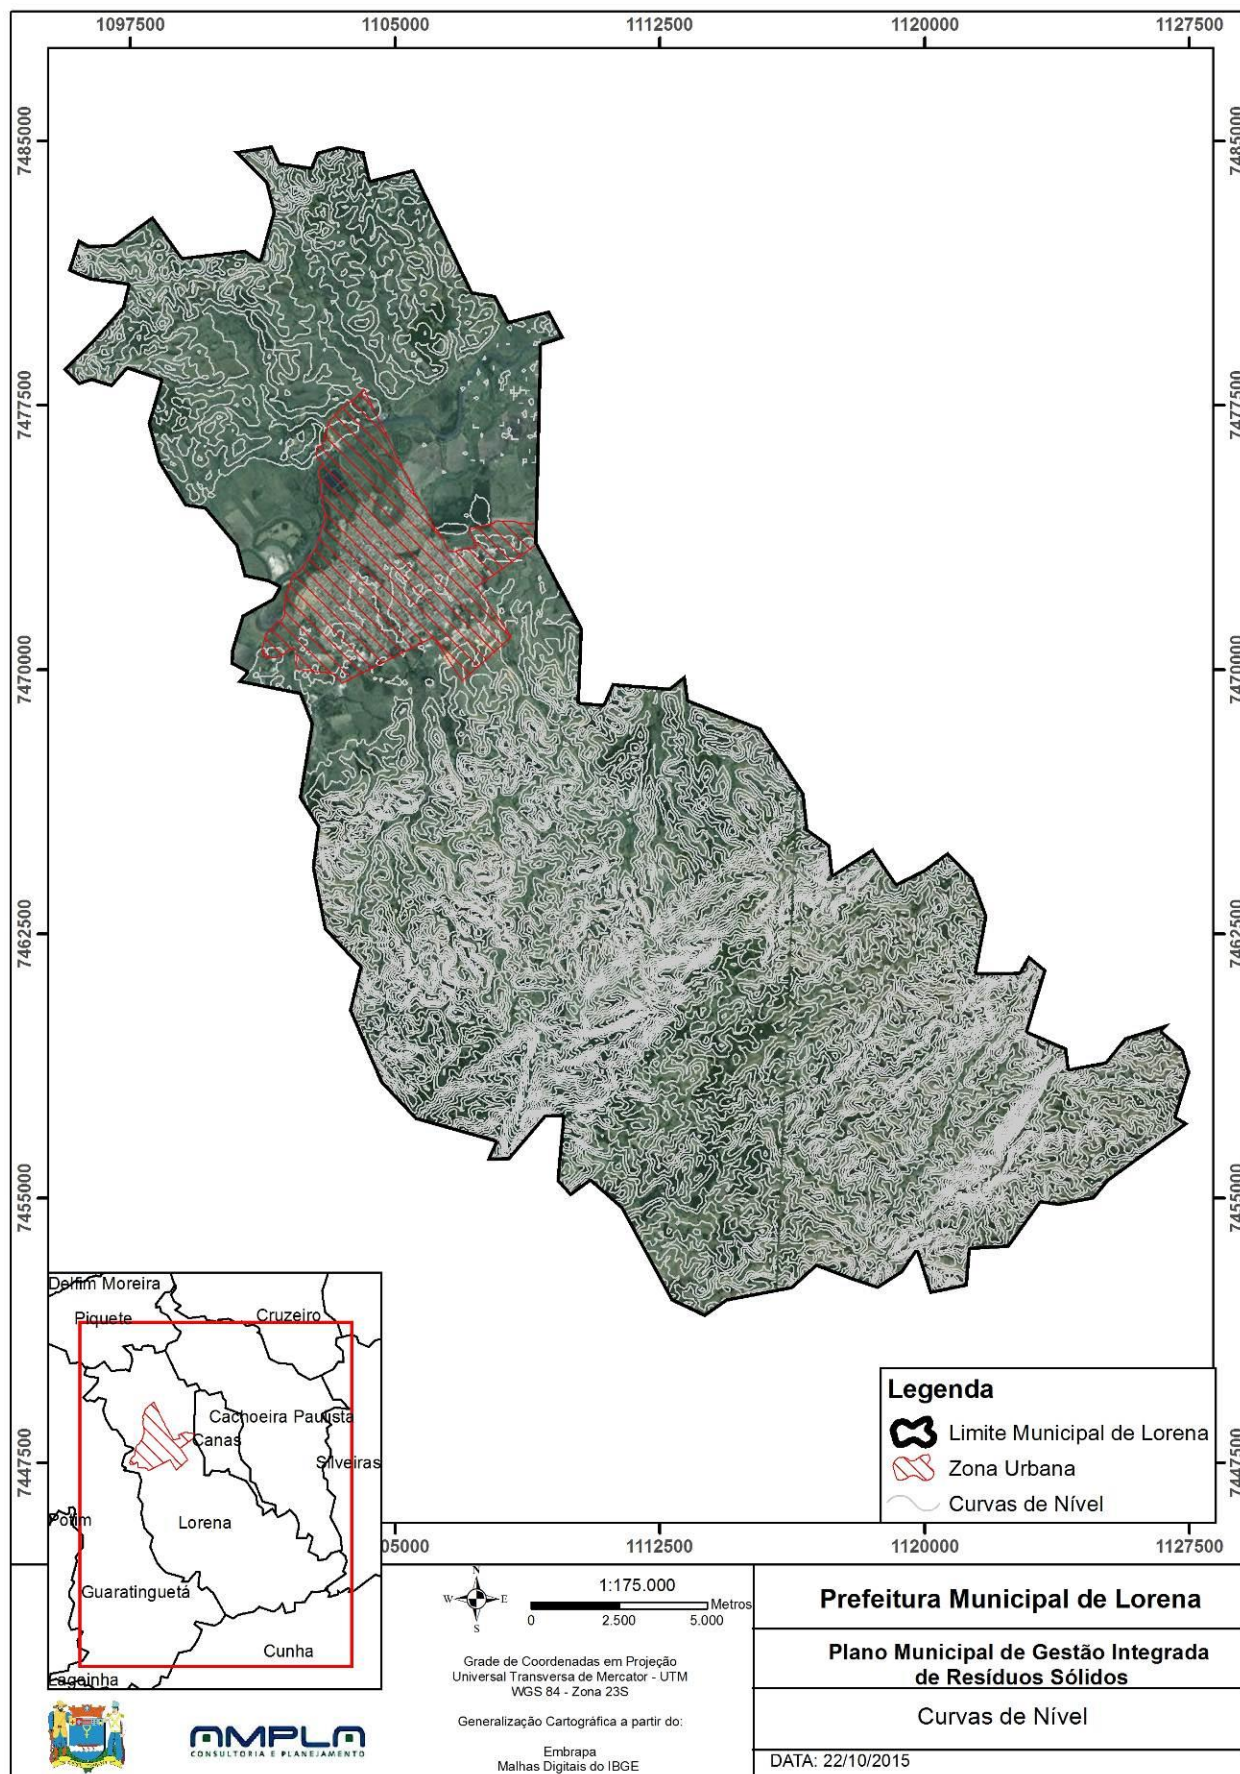 1097500 1105000 1112500 1120000 1127500
7485000 7485000
7477500 7477500
7470000 7470000
7462500 7462500
7455000 7455000
7447500 7447500
Delfim Moreira
Piquete
Cruzeiro
Cachoeira Paulista
Canas
Silveiras
Potim
Lorena
Guaratinguetá
Cunha
Lagoinha
Legenda
Limite Municipal de Lorena
Zona Urbana
Curvas de Nível
05000 1112500 1120000 1127500
N
W E
S
1:175.000
Metros
0 2.500 5.000
Grade de Coordenadas em Projeção
Universal Transversa de Mercator - UTM
WGS 84 - Zona 23S
Generalização Cartográfica a partir do:
Embrapa
Malhas Digitais do IBGE
AMPLA
CONSULTORIA E PLANEJAMENTO
Prefeitura Municipal de Lorena
Plano Municipal de Gestão Integrada
de Resíduos Sólidos
Curvas de Nível
DATA: 22/10/2015